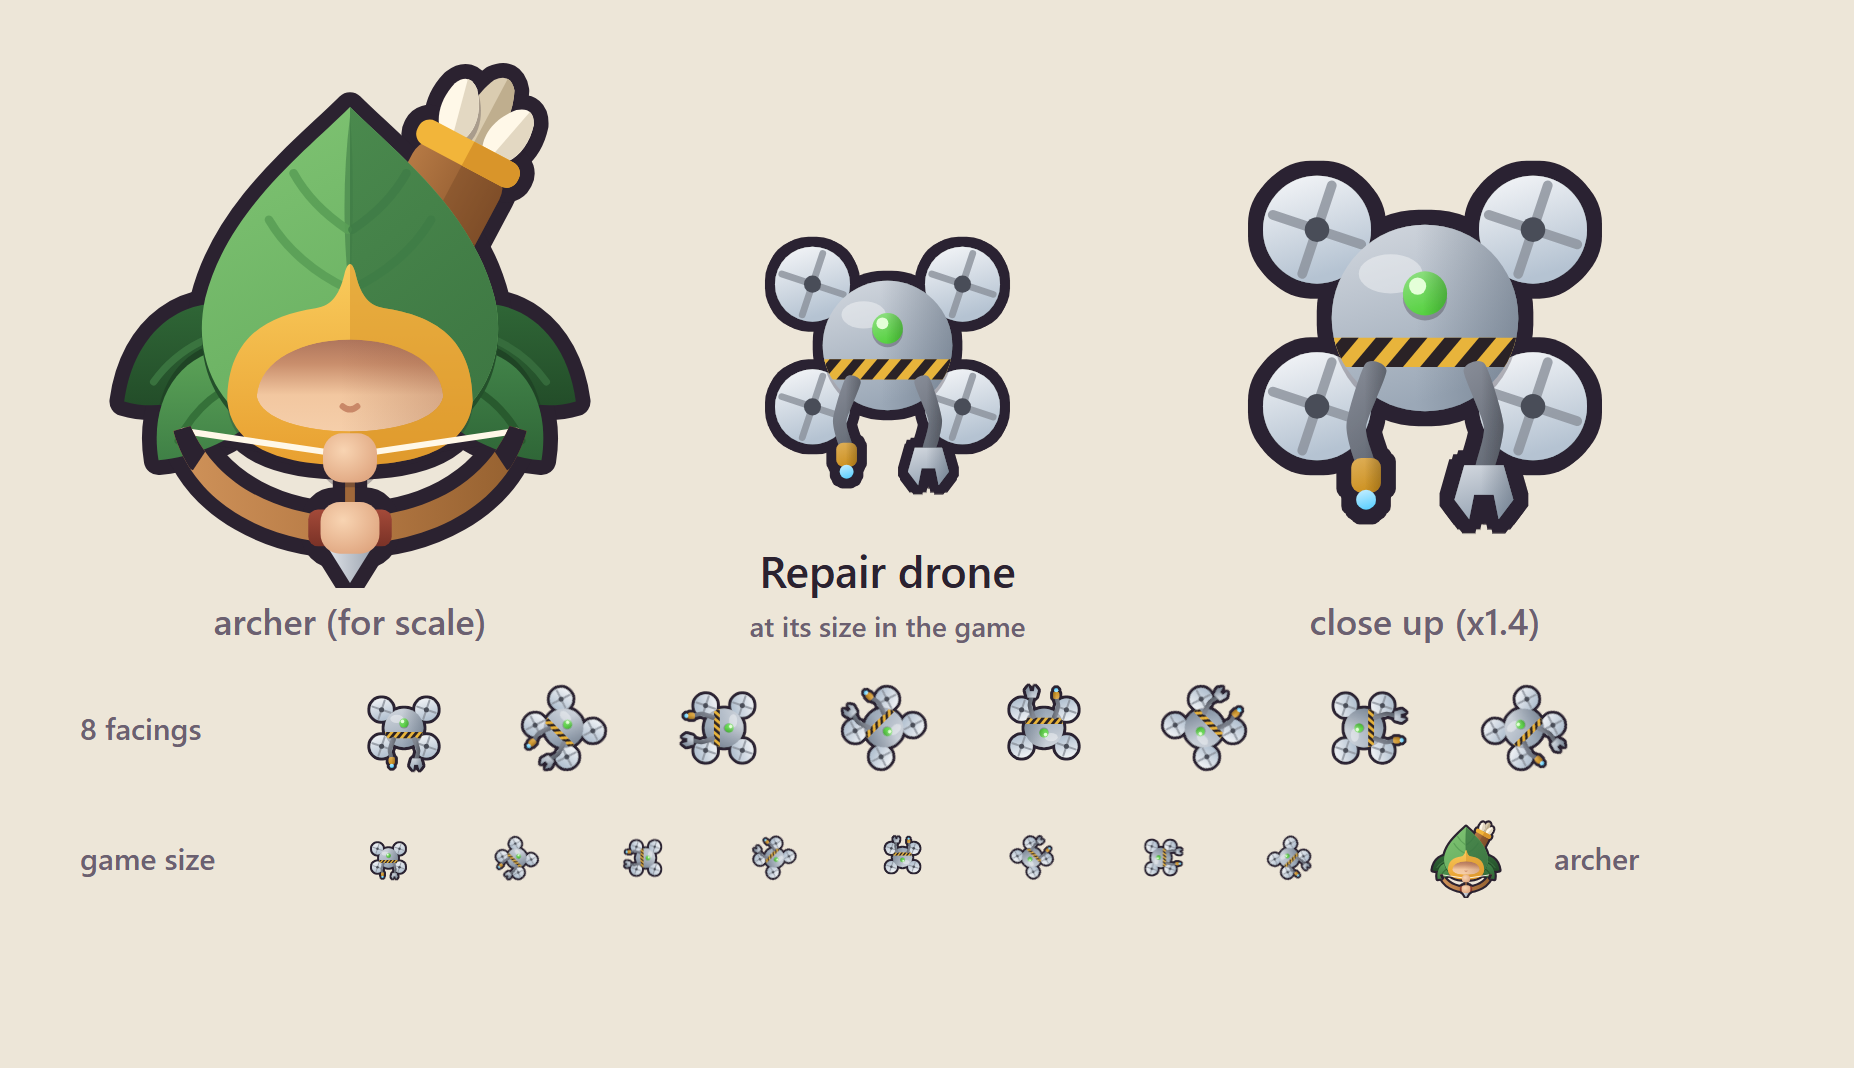 Repair drone
archer (for scale)
at its size in the game
close up (x1.4)
8 facings
game size
archer